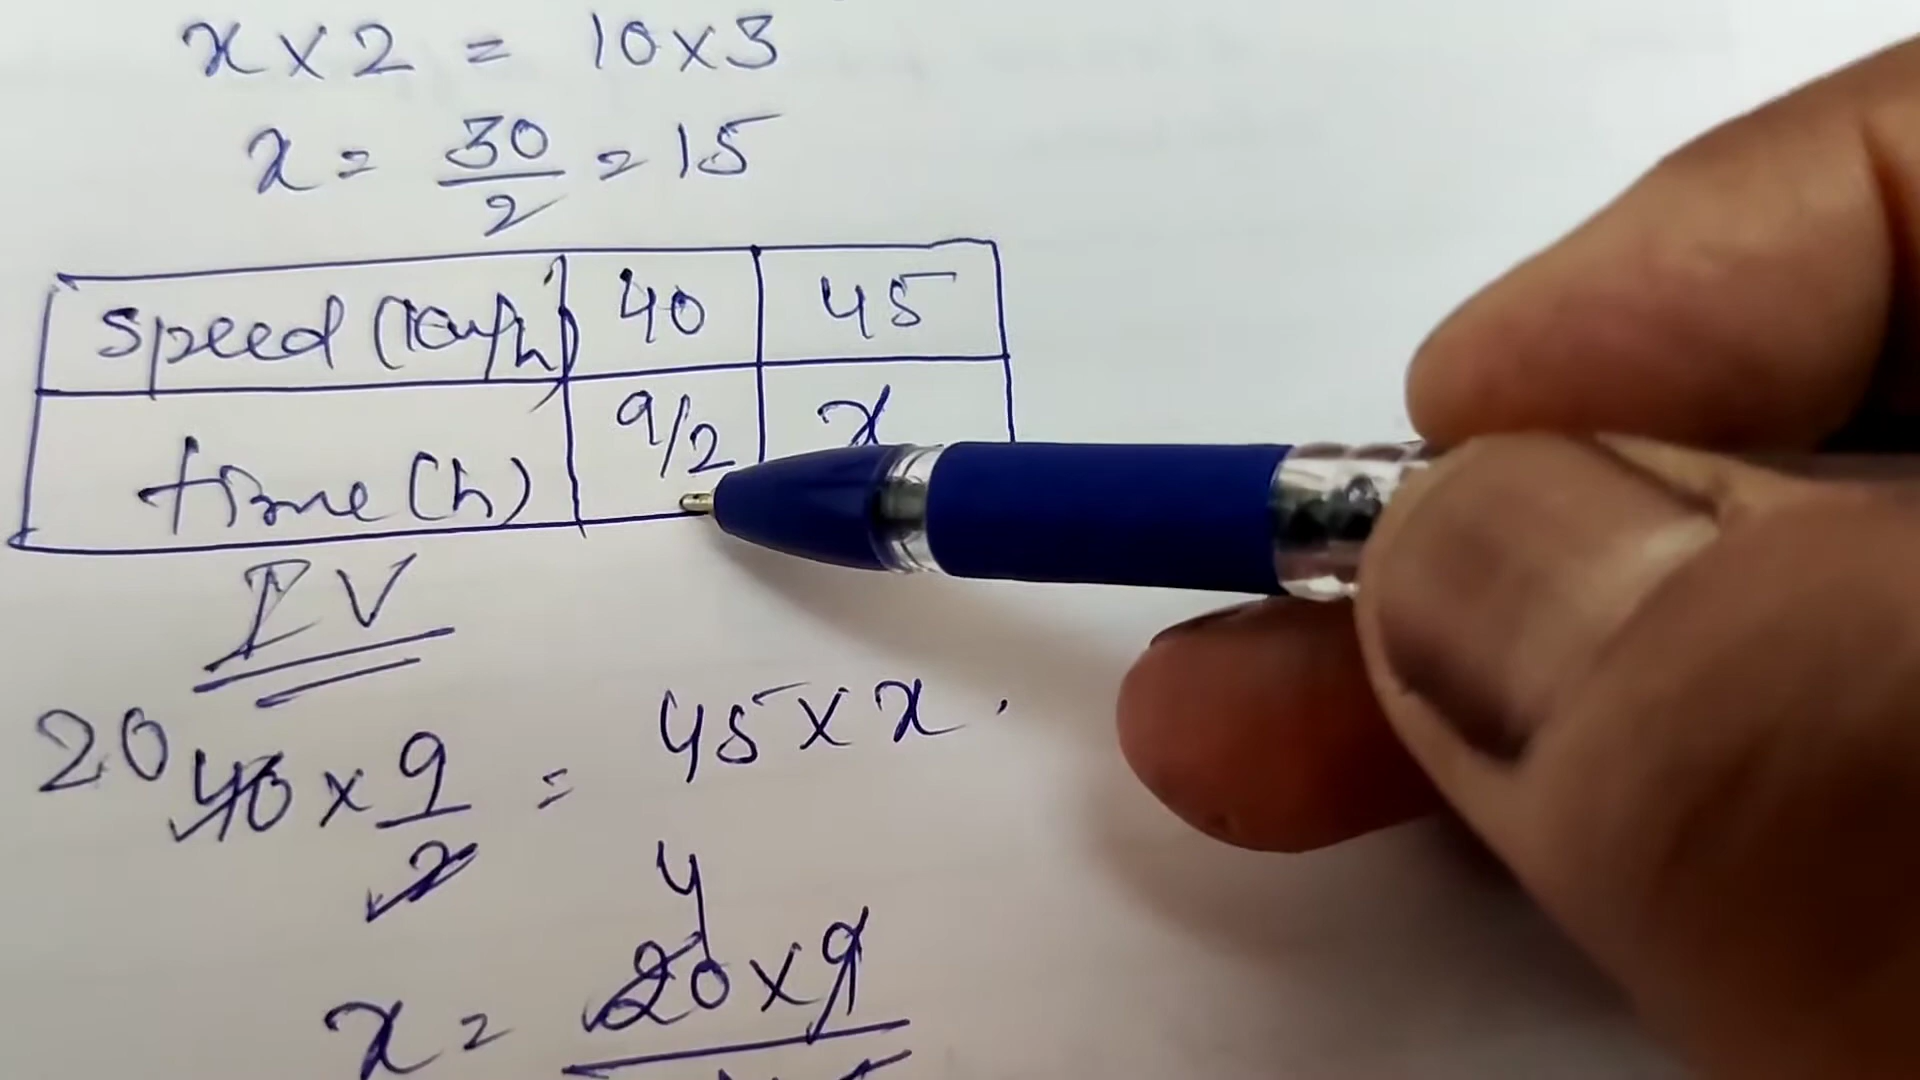 x × 2 = 10 × 3
x = 30/2 = 15
speed (km/h) 40 45
time (h) 9/2 x
IV
20 40 × 9/2 = 45 × x .
4
x = 20 × 9